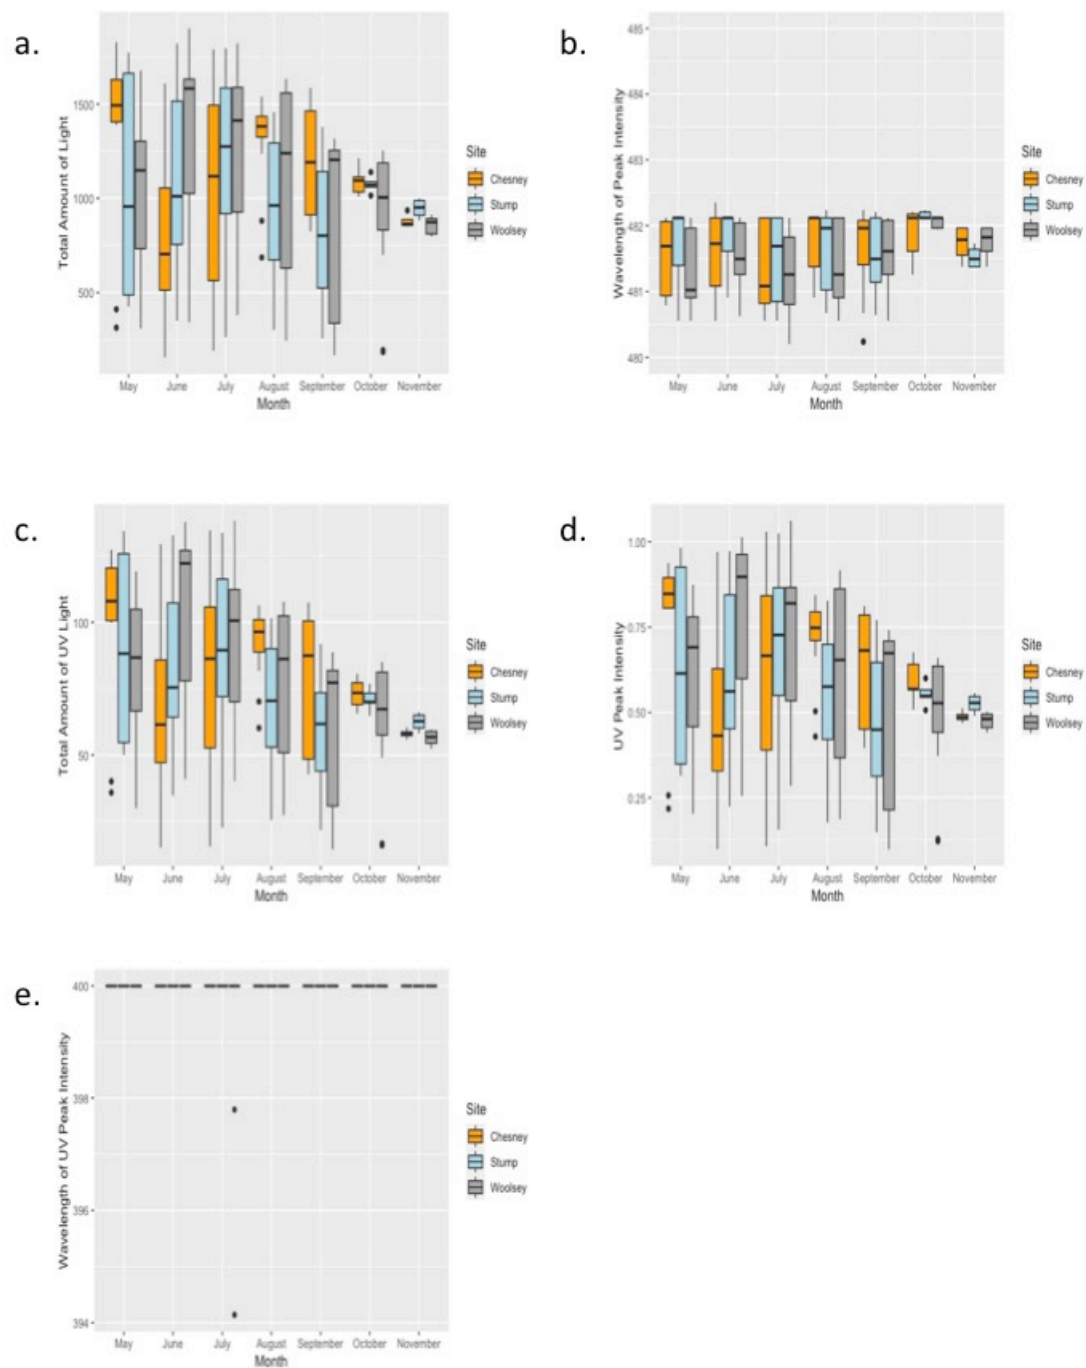 a.
Total Amount of Light
1500
1000
500
May June July August September October November
Month
Site
Chesney
Stump
Woolsey
b.
Wavelength of Peak Intensity
485
484
483
482
481
480
May June July August September October November
Month
Site
Chesney
Stump
Woolsey
c.
Total Amount of UV Light
100
50
May June July August September October November
Month
Site
Chesney
Stump
Woolsey
d.
UV Peak Intensity
1.00
0.75
0.50
0.25
May June July August September October November
Month
Site
Chesney
Stump
Woolsey
e.
Wavelength of UV Peak Intensity
400
398
396
394
May June July August September October November
Month
Site
Chesney
Stump
Woolsey